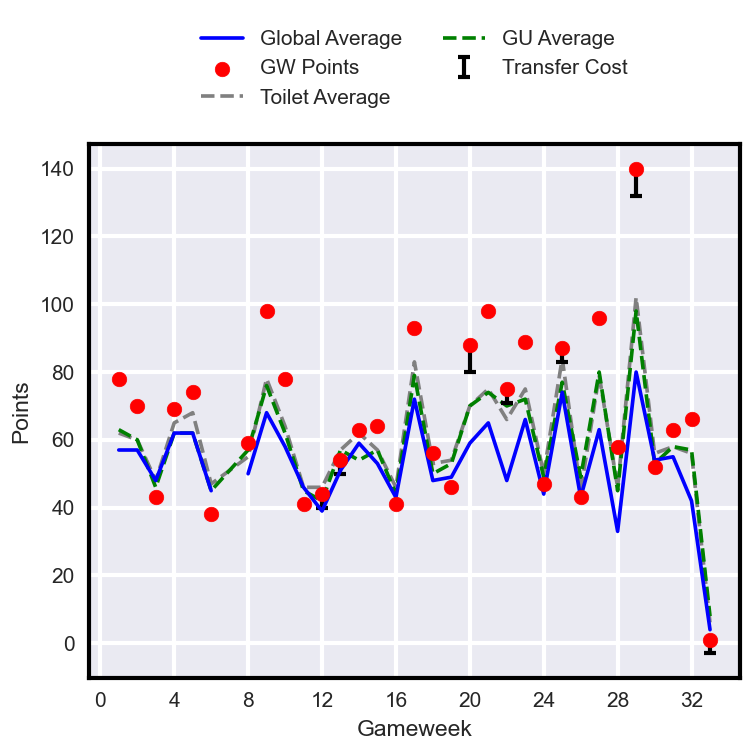 Global Average
GW Points
Toilet Average
GU Average
Transfer Cost
140
120
100
80
60
40
20
0
Points
0 4 8 12 16 20 24 28 32
Gameweek